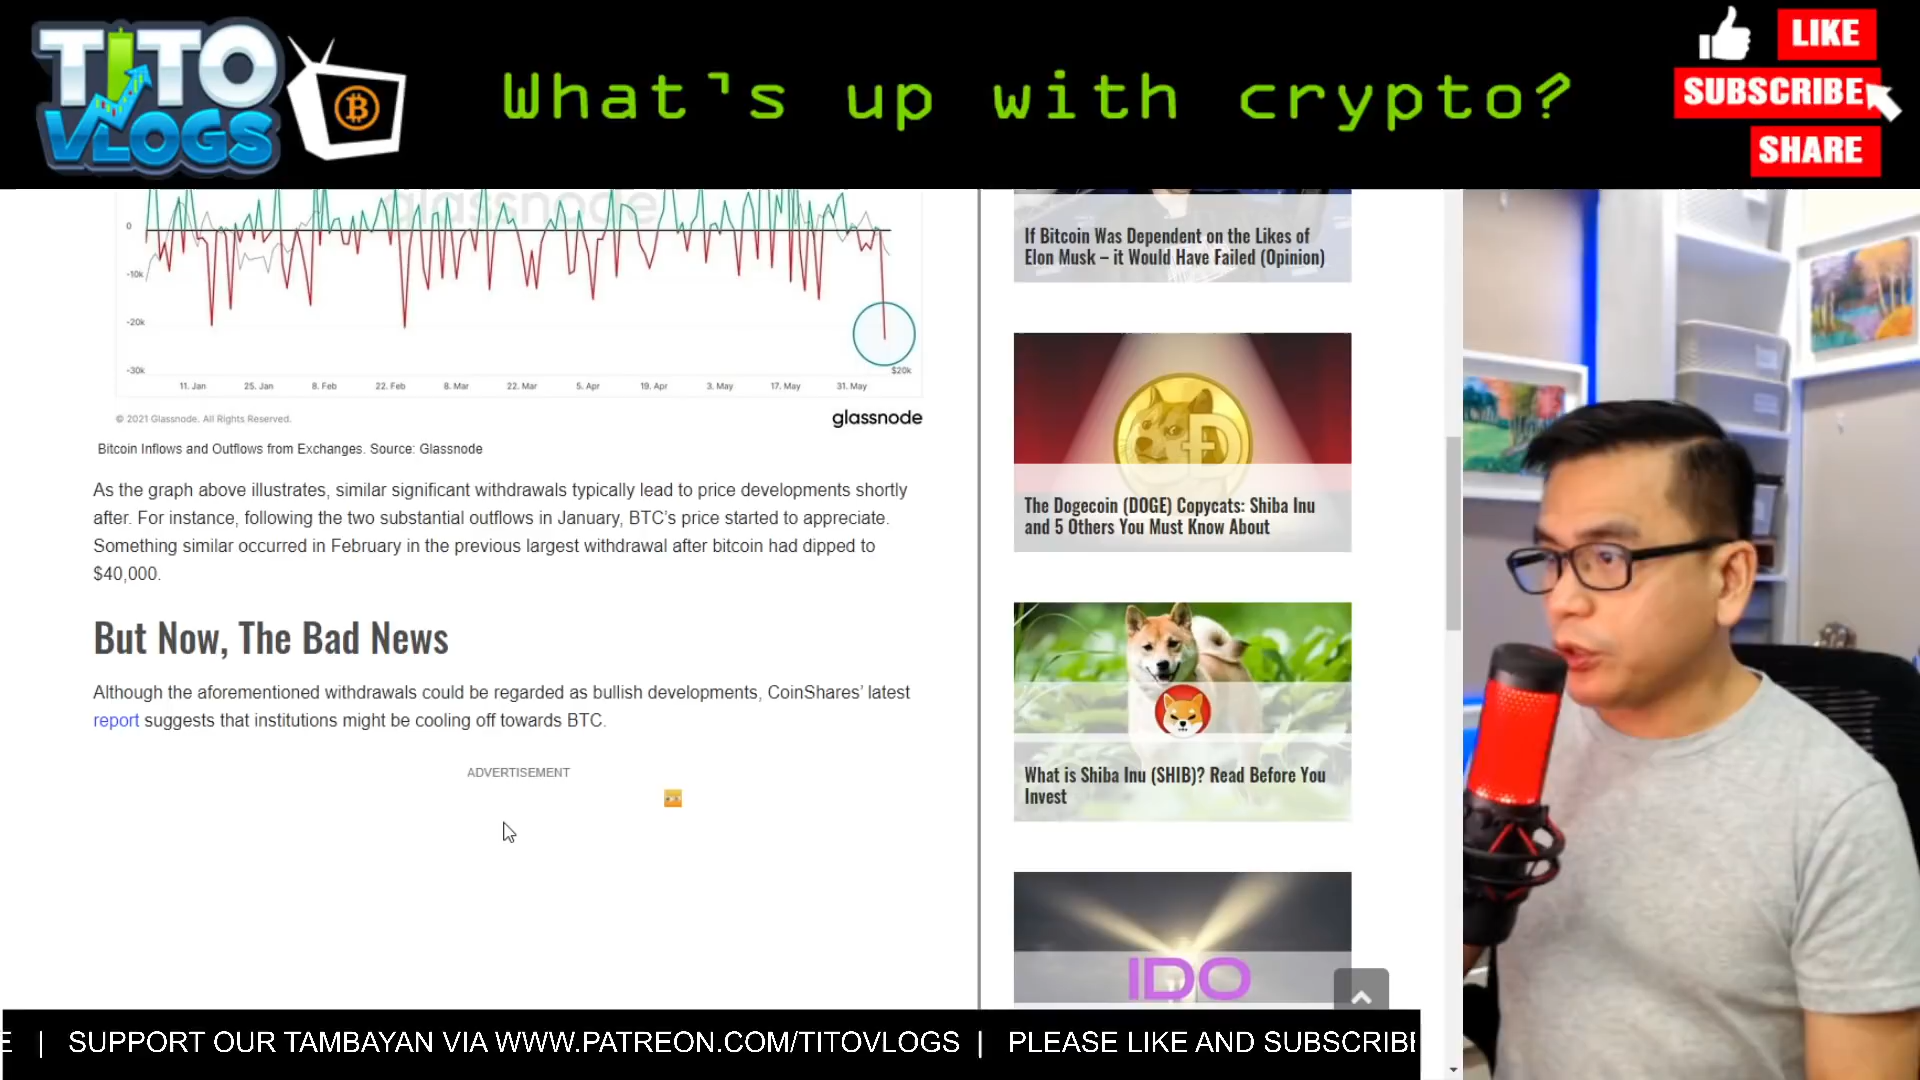 TITO
VLOGS
What's up with crypto?
LIKE
SUBSCRIBE
SHARE
glassnode
0
-10k
-20k
-30k
$20k
11. Jan
25. Jan
8. Feb
22. Feb
8. Mar
22. Mar
5. Apr
19. Apr
3. May
17. May
31. May
© 2021 Glassnode. All Rights Reserved.
glassnode
Bitcoin Inflows and Outflows from Exchanges. Source: Glassnode
As the graph above illustrates, similar significant withdrawals typically lead to price developments shortly
after. For instance, following the two substantial outflows in January, BTC's price started to appreciate.
Something similar occurred in February in the previous largest withdrawal after bitcoin had dipped to
$40,000.
But Now, The Bad News
Although the aforementioned withdrawals could be regarded as bullish developments, CoinShares' latest
report suggests that institutions might be cooling off towards BTC.
ADVERTISEMENT
If Bitcoin Was Dependent on the Likes of
Elon Musk – it Would Have Failed (Opinion)
The Dogecoin (DOGE) Copycats: Shiba Inu
and 5 Others You Must Know About
What is Shiba Inu (SHIB)? Read Before You
Invest
IDO
E | SUPPORT OUR TAMBAYAN VIA WWW.PATREON.COM/TITOVLOGS | PLEASE LIKE AND SUBSCRIBE